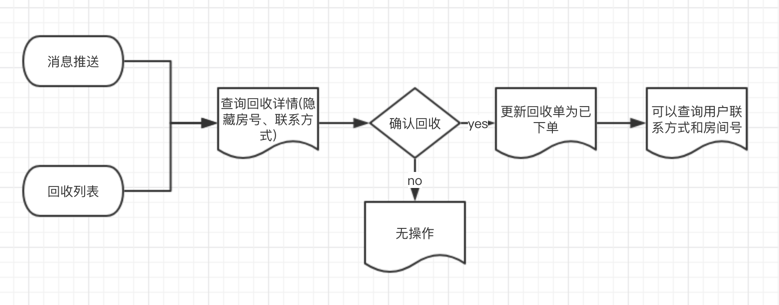 消息推送
回收列表
查询回收详情(隐
藏房号、联系方
式)
确认回收
yes
no
无操作
更新回收单为已
下单
可以查询用户联
系方式和房间号